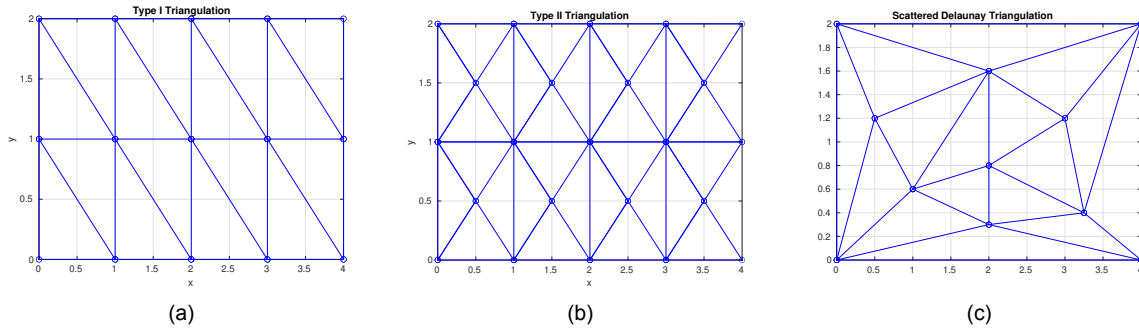 Type I Triangulation
2
1.5
y
1
0.5
0
0 0.5 1 1.5 2 2.5 3 3.5 4
x
(a)
Type II Triangulation
2
1.5
y
1
0.5
0
0 0.5 1 1.5 2 2.5 3 3.5 4
x
(b)
Scattered Delaunay Triangulation
2
1.6
1.2
1
0.8
0.6
0.4
0.2
0
0 0.5 1 1.5 2 2.5 3 3.5 4
(c)